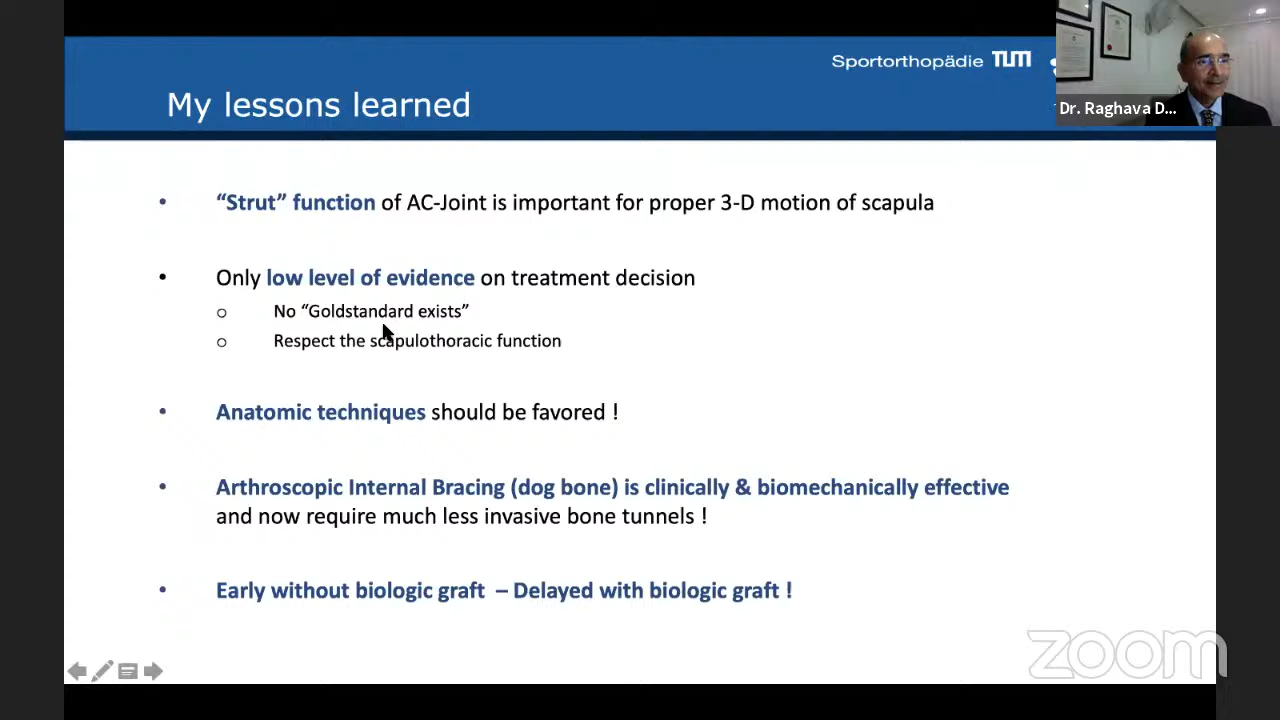 Sportorthopädie TUM
My lessons learned
Dr. Raghava D...
• “Strut” function of AC-Joint is important for proper 3-D motion of scapula
• Only low level of evidence on treatment decision
o No “Goldstandard exists”
o Respect the scapulothoracic function
• Anatomic techniques should be favored !
• Arthroscopic Internal Bracing (dog bone) is clinically & biomechanically effective
and now require much less invasive bone tunnels !
• Early without biologic graft – Delayed with biologic graft !
zoom